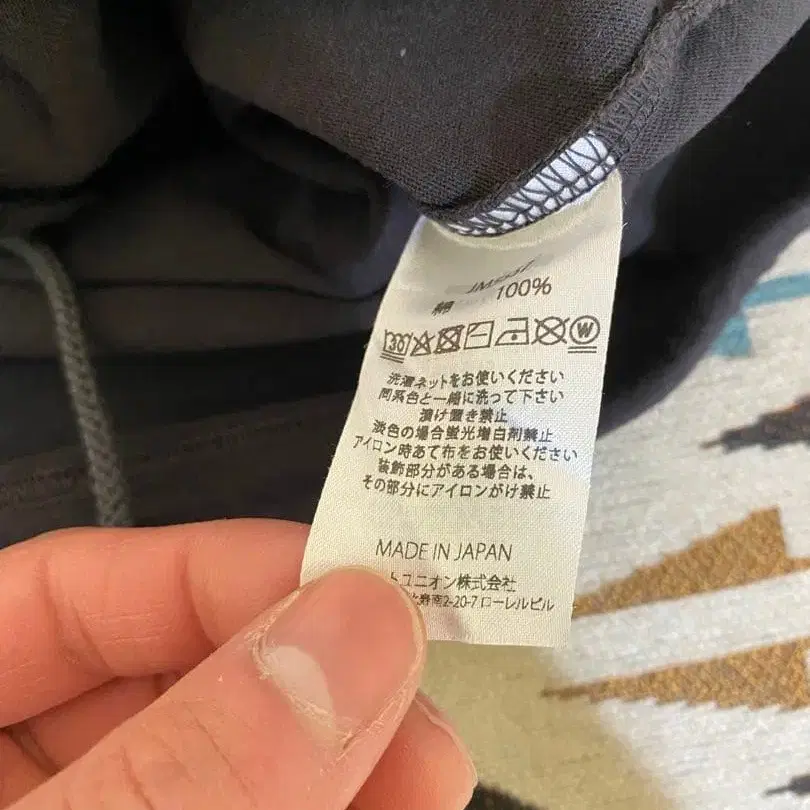 綿 100%
洗濯ネットをお使いください
同系色と一緒に洗って下さい
漬け置き禁止
淡色の場合蛍光増白剤禁止
アイロン時あて布をお使いください
装飾部分がある場合は、
その部分にアイロンがけ禁止
MADE IN JAPAN
トユニオン株式会社
南2-20-7 ローレルビル